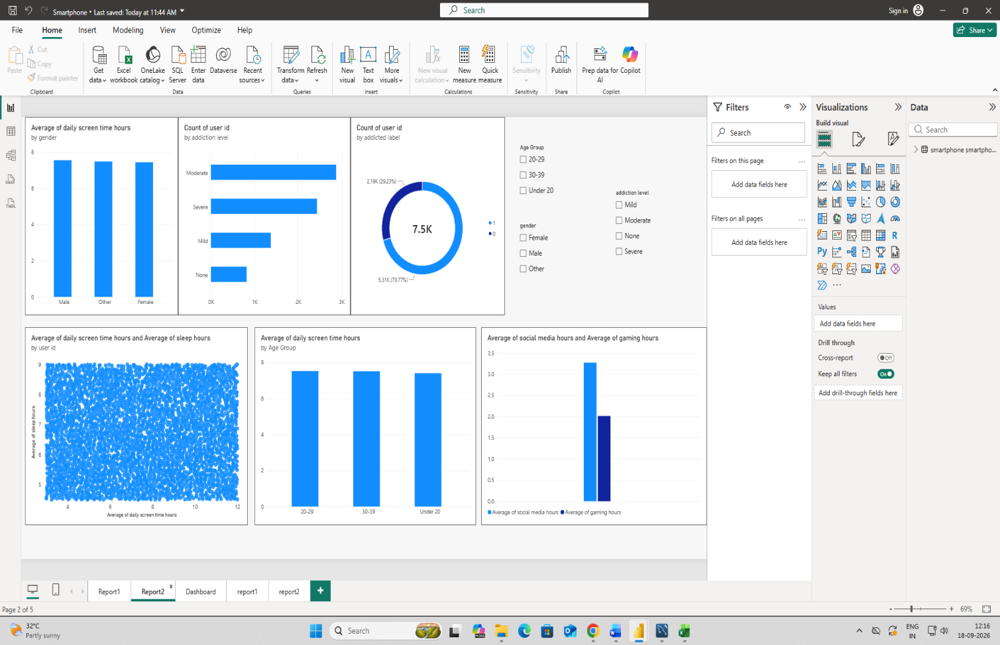 Smartphone • Last saved: Today at 11:44 AM
Search
Sign in
File
Home
Insert
Modeling
View
Optimize
Help
Share
Paste
Cut
Copy
Format painter
Clipboard
Get data
Excel workbook
OneLake catalog
SQL Server
Enter data
Dataverse
Recent sources
Data
Transform data
Refresh
Queries
New visual
Text box
More visuals
Insert
New visual calculation
New measure
Quick measure
Calculations
Sensitivity
Sensitivity
Publish
Share
Prep data for AI
Copilot
Copilot
Average of daily screen time hours
by gender
8
6
4
2
0
Male
Other
Female
Count of user id
by addiction level
Moderate
Severe
Mild
None
0K
1K
2K
3K
Count of user id
by addicted label
2.19K (29.23%)
7.5K
5.31K (70.77%)
1
0
Age Group
20-29
30-39
Under 20
gender
Female
Male
Other
addiction level
Mild
Moderate
None
Severe
Average of daily screen time hours and Average of sleep hours
by user id
Average of sleep hours
9
8
7
6
5
4
6
8
10
12
Average of daily screen time hours
Average of daily screen time hours
by Age Group
8
6
4
2
0
20-29
30-39
Under 20
Average of social media hours and Average of gaming hours
3.5
3.0
2.5
2.0
1.5
1.0
0.5
0.0
Average of social media hours
Average of gaming hours
Filters
Search
Filters on this page
Add data fields here
Filters on all pages
Add data fields here
Visualizations
Build visual
123
R
Py
Values
Add data fields here
Drill through
Cross-report
Off
Keep all filters
On
Add drill-through fields here
Data
Search
smartphone smartpho...
Report1
Report2
x
Dashboard
report1
report2
+
Page 2 of 5
- + 69%
32°C
Partly sunny
Search
ENG
IN
12:16
18-09-2026